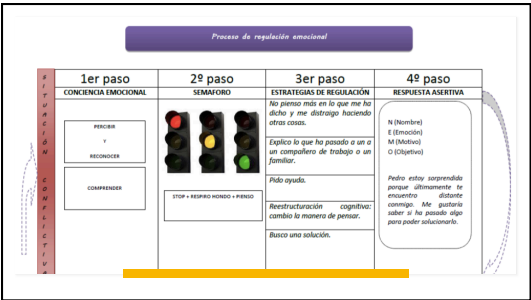 Proceso de regulación emocional
SITUACIÓN CONFLICTIVA
1er paso
2º paso
3er paso
4º paso
CONCIENCIA EMOCIONAL
SEMAFORO
ESTRATEGIAS DE REGULACIÓN
RESPUESTA ASERTIVA
PERCIBIR
Y
RECONOCER
COMPRENDER
STOP + RESPIRO HONDO + PIENSO
No pienso más en lo que me ha
dicho y me distraigo haciendo
otras cosas.
Explico lo que ha pasado a un a
un compañero de trabajo o un
familiar.
Pido ayuda.
Reestructuración cognitiva:
cambio la manera de pensar.
Busco una solución.
N (Nombre)
E (Emoción)
M (Motivo)
O (Objetivo)
Pedro estoy sorprendida
porque últimamente te
encuentro distante
conmigo. Me gustaría
saber si ha pasado algo
para poder solucionarlo.